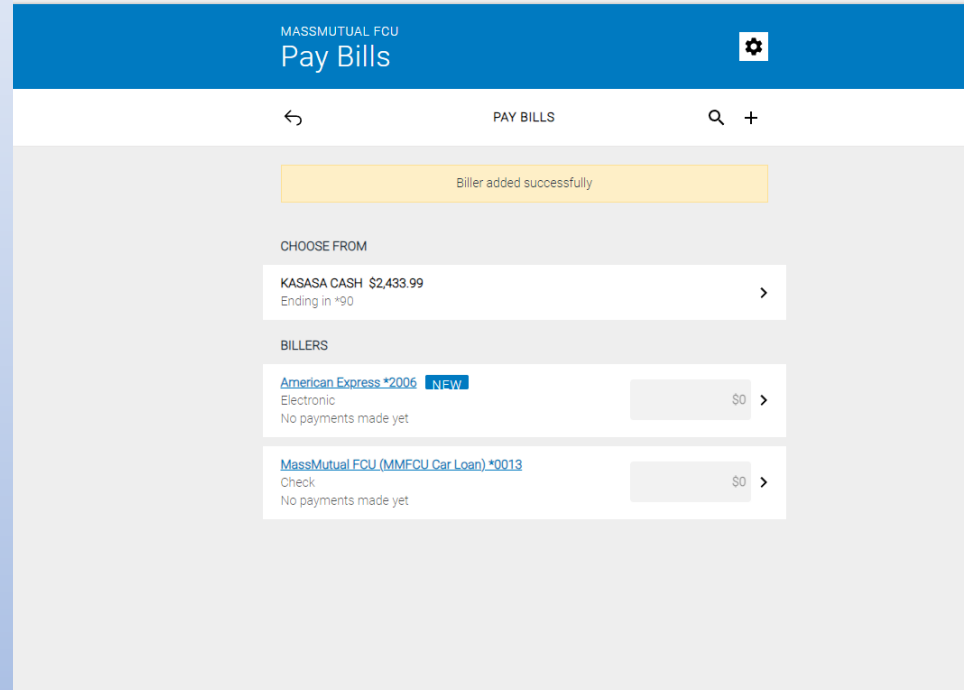 MASSMUTUAL FCU
Pay Bills
PAY BILLS
Biller added successfully
CHOOSE FROM
KASASA CASH $2,433.99
Ending in *90
BILLERS
American Express *2006 NEW
Electronic
No payments made yet
$0
MassMutual FCU (MMFCU Car Loan) *0013
Check
No payments made yet
$0